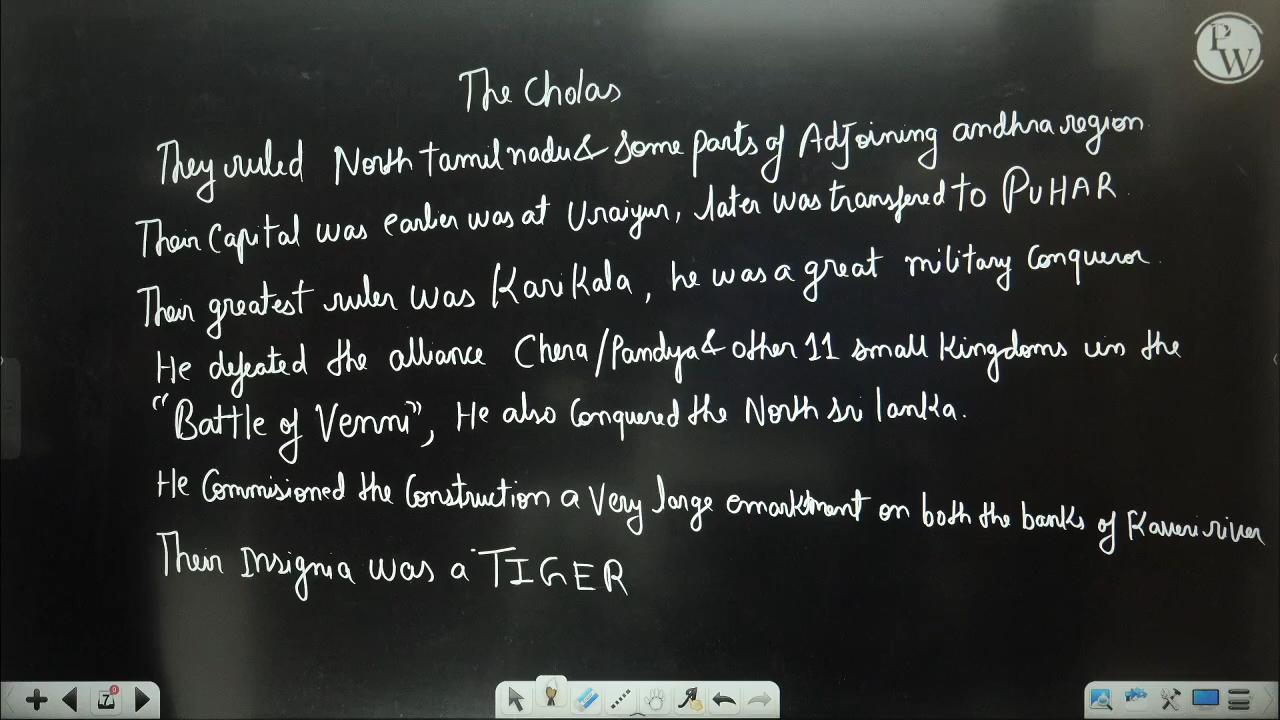 PW
The Cholas
They ruled North tamilnadu & some parts of Adjoining andhra region.
Their Capital was earlier was at Uraiyur, later was transfered to PUHAR.
Their greatest ruler was Karikala, he was a great military Conqueror.
He defeated the alliance Chera/Pandya & other 11 small kingdoms in the
"Battle of Venni", He also Conquered the North sri lanka.
He Commisioned the Construction a Very large on both the banks of Kaveri river
Their Insignia was a TIGER
7